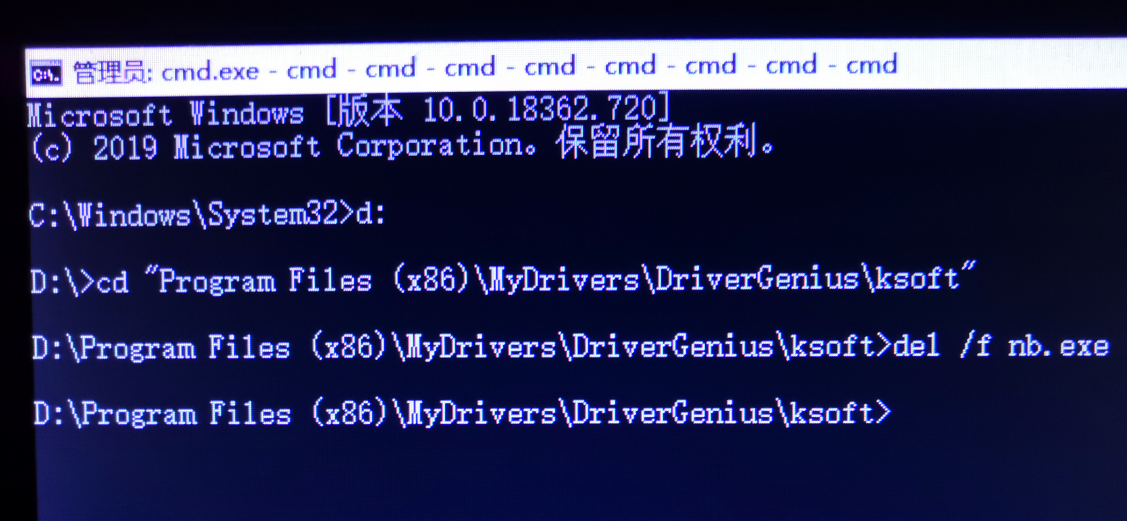 管理员: cmd.exe - cmd - cmd - cmd - cmd - cmd - cmd - cmd - cmd
Microsoft Windows [版本 10.0.18362.720]
(c) 2019 Microsoft Corporation。保留所有权利。
C:\Windows\System32>d:
D:\>cd "Program Files (x86)\MyDrivers\DriverGenius\ksoft"
D:\Program Files (x86)\MyDrivers\DriverGenius\ksoft>del /f nb.exe
D:\Program Files (x86)\MyDrivers\DriverGenius\ksoft>